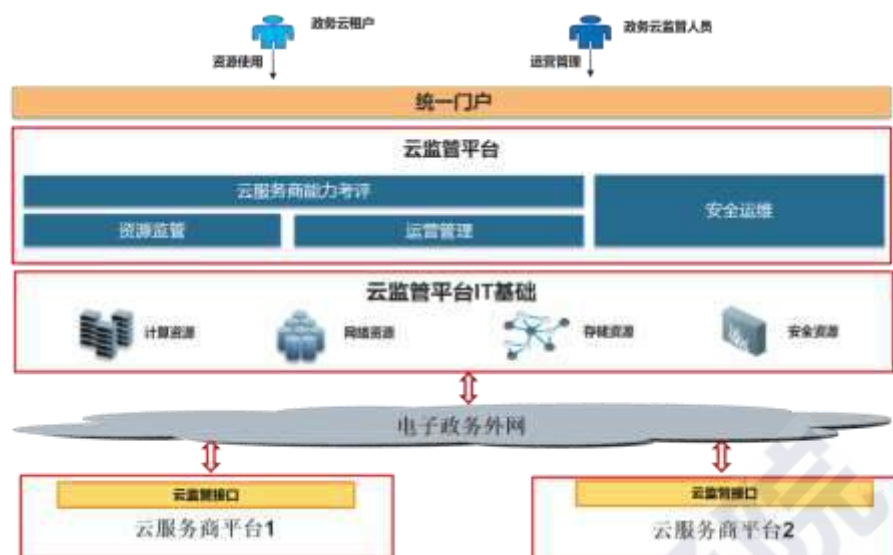 政务云租户
政务云监管人员
资源使用
运营管理
统一门户
云监管平台
云服务商能力考评
安全运维
资源监管
运营管理
云监管平台IT基础
计算资源
网络资源
存储资源
安全资源
电子政务外网
云监管接口
云监管接口
云服务商平台1
云服务商平台2
院